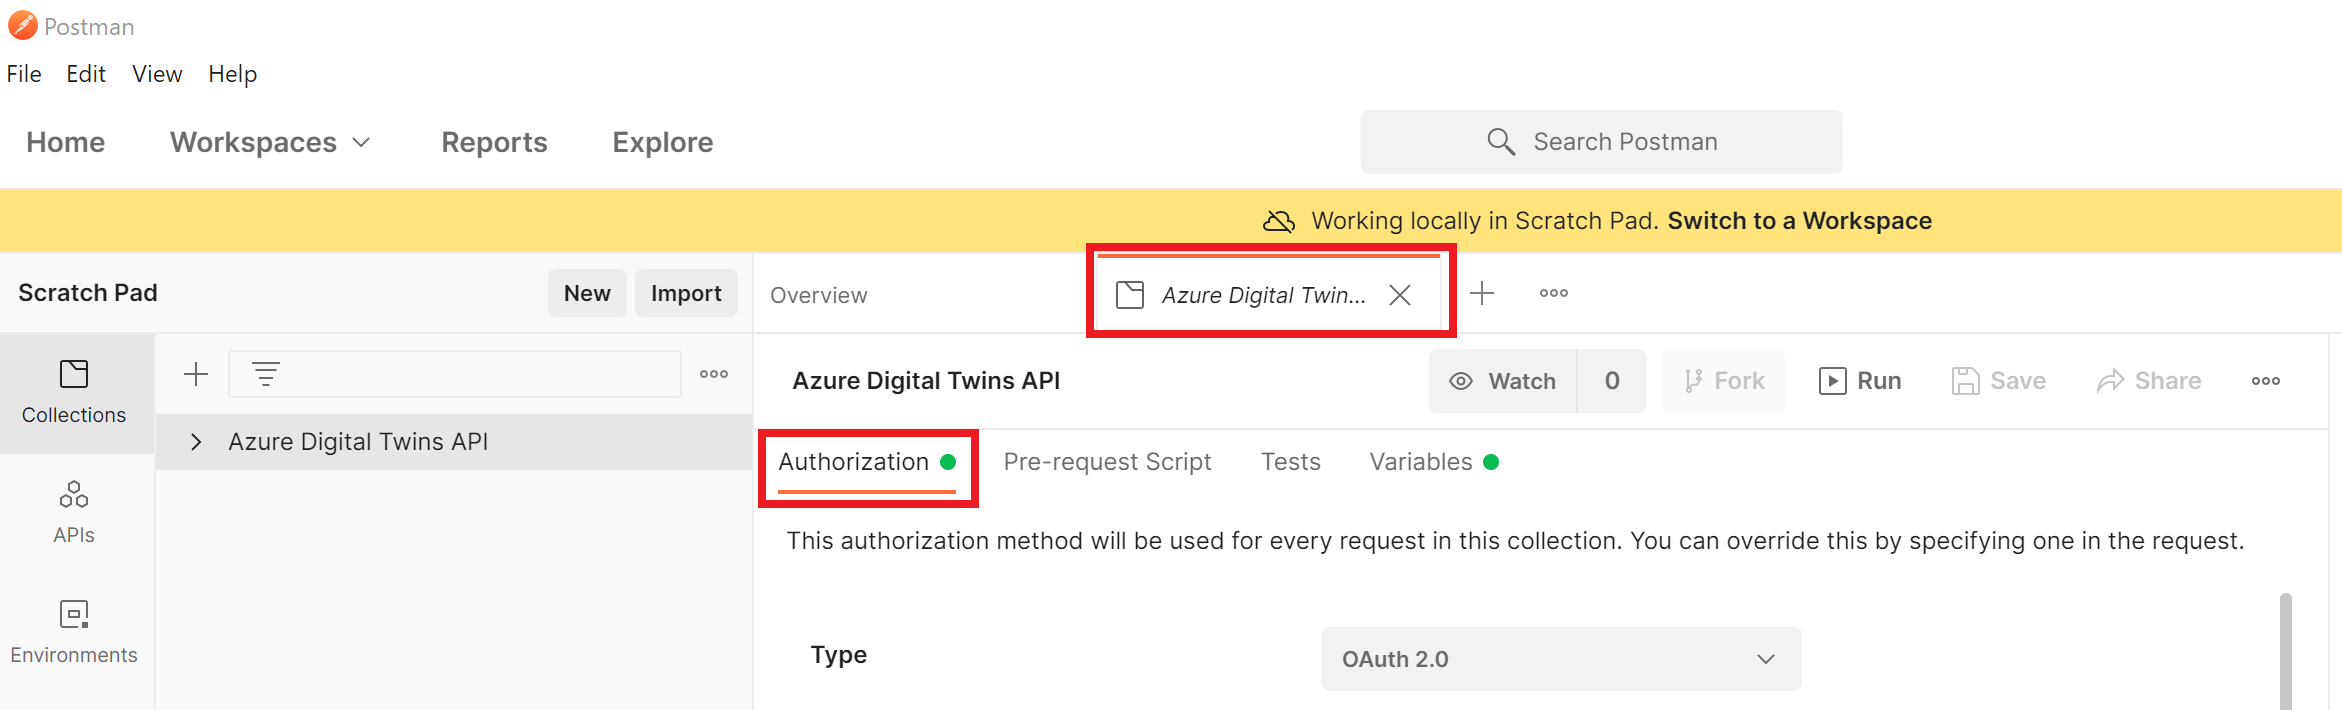 Postman
File Edit View Help
Home Workspaces Reports Explore Search Postman
Working locally in Scratch Pad. Switch to a Workspace
Scratch Pad New Import Overview Azure Digital Twin...
Azure Digital Twins API Watch 0 Fork Run Save Share
Collections
Azure Digital Twins API
Authorization Pre-request Script Tests Variables
APIs
This authorization method will be used for every request in this collection. You can override this by specifying one in the request.
Environments
Type OAuth 2.0